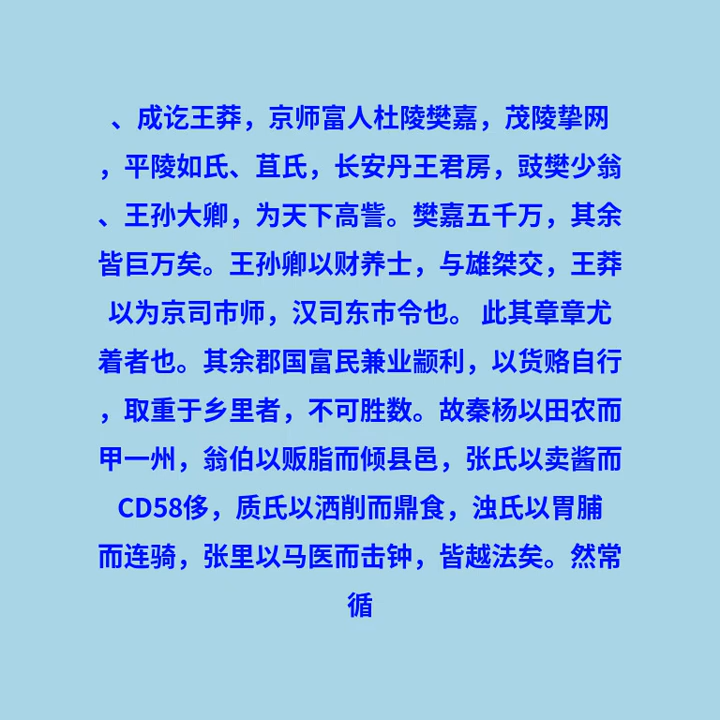 、成讫王莽，京师富人杜陵樊嘉，茂陵挚网
，平陵如氏、苴氏，长安丹王君房，豉樊少翁
、王孙大卿，为天下高訾。樊嘉五千万，其余
皆巨万矣。王孙卿以财养士，与雄桀交，王莽
以为京司市师，汉司东市令也。 此其章章尤
着者也。其余郡国富民兼业颛利，以货赂自行
，取重于乡里者，不可胜数。故秦杨以田农而
甲一州，翁伯以贩脂而倾县邑，张氏以卖酱而
CD58侈，质氏以洒削而鼎食，浊氏以胃脯
而连骑，张里以马医而击钟，皆越法矣。然常
循